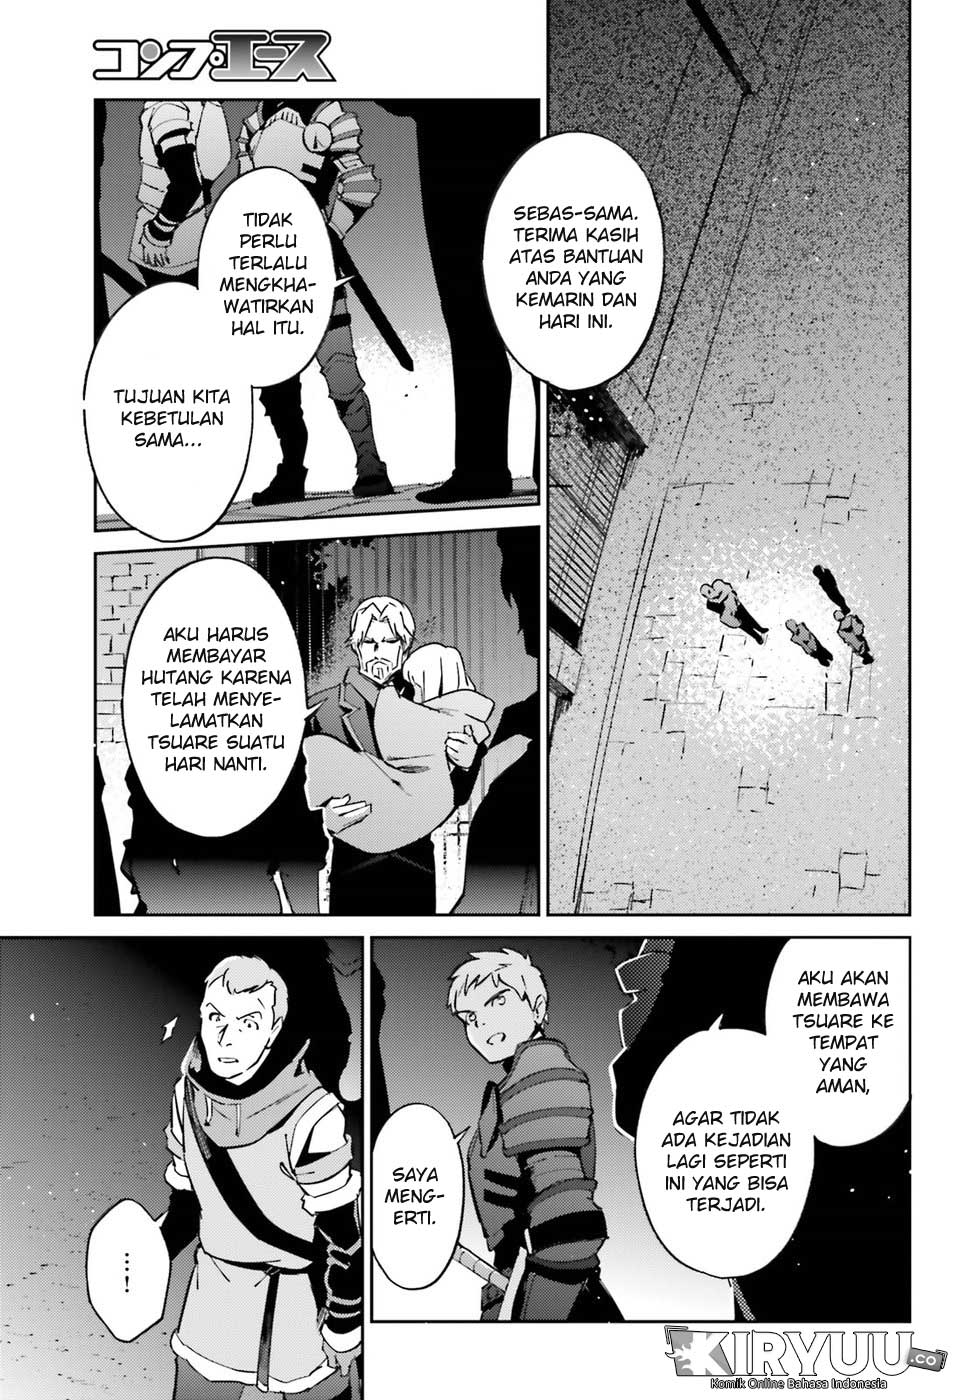 コンプ・エース
SEBAS-SAMA.
TERIMA KASIH
ATAS BANTUAN
ANDA YANG
KEMARIN DAN
HARI INI.
TIDAK
PERLU
TERLALU
MENGKHA-
WATIRKAN
HAL ITU.
TUJUAN KITA
KEBETULAN
SAMA...
AKU HARUS
MEMBAYAR
HUTANG KARENA
TELAH MENYE-
LAMATKAN
TSUARE SUATU
HARI NANTI.
AKU AKAN
MEMBAWA
TSUARE KE
TEMPAT
YANG
AMAN,
AGAR TIDAK
ADA KEJADIAN
LAGI SEPERTI
INI YANG BISA
TERJADI.
SAYA
MENG-
ERTI.
...!
KIRYUU.CO
Komik Online Bahasa Indonesia